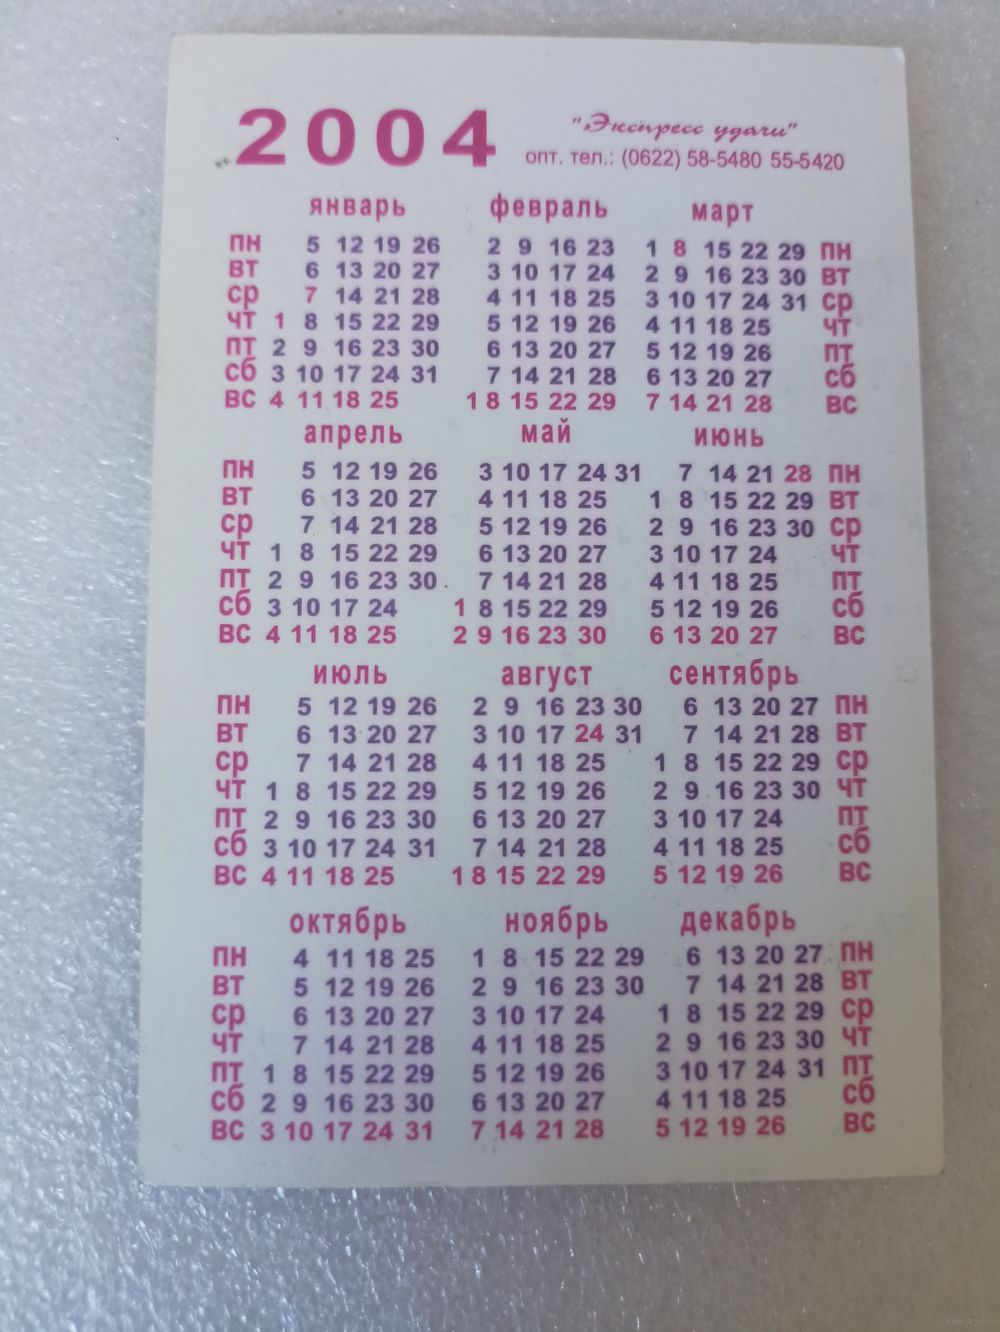 2004
"Экспресс удачи"
опт. тел.: (0622) 58-5480 55-5420
январь февраль март
пн 5 12 19 26 2 9 16 23 1 8 15 22 29 пн
вт 6 13 20 27 3 10 17 24 2 9 16 23 30 вт
ср 7 14 21 28 4 11 18 25 3 10 17 24 31 ср
чт 1 8 15 22 29 5 12 19 26 4 11 18 25 чт
пт 2 9 16 23 30 6 13 20 27 5 12 19 26 пт
сб 3 10 17 24 31 7 14 21 28 6 13 20 27 сб
вс 4 11 18 25 1 8 15 22 29 7 14 21 28 вс
апрель май июнь
пн 5 12 19 26 3 10 17 24 31 7 14 21 28 пн
вт 6 13 20 27 4 11 18 25 1 8 15 22 29 вт
ср 7 14 21 28 5 12 19 26 2 9 16 23 30 ср
чт 1 8 15 22 29 6 13 20 27 3 10 17 24 чт
пт 2 9 16 23 30 7 14 21 28 4 11 18 25 пт
сб 3 10 17 24 1 8 15 22 29 5 12 19 26 сб
вс 4 11 18 25 2 9 16 23 30 6 13 20 27 вс
июль август сентябрь
пн 5 12 19 26 2 9 16 23 30 6 13 20 27 пн
вт 6 13 20 27 3 10 17 24 31 7 14 21 28 вт
ср 7 14 21 28 4 11 18 25 1 8 15 22 29 ср
чт 1 8 15 22 29 5 12 19 26 2 9 16 23 30 чт
пт 2 9 16 23 30 6 13 20 27 3 10 17 24 пт
сб 3 10 17 24 31 7 14 21 28 4 11 18 25 сб
вс 4 11 18 25 1 8 15 22 29 5 12 19 26 вс
октябрь ноябрь декабрь
пн 4 11 18 25 1 8 15 22 29 6 13 20 27 пн
вт 5 12 19 26 2 9 16 23 30 7 14 21 28 вт
ср 6 13 20 27 3 10 17 24 1 8 15 22 29 ср
чт 7 14 21 28 4 11 18 25 2 9 16 23 30 чт
пт 1 8 15 22 29 5 12 19 26 3 10 17 24 31 пт
сб 2 9 16 23 30 6 13 20 27 4 11 18 25 сб
вс 3 10 17 24 31 7 14 21 28 5 12 19 26 вс